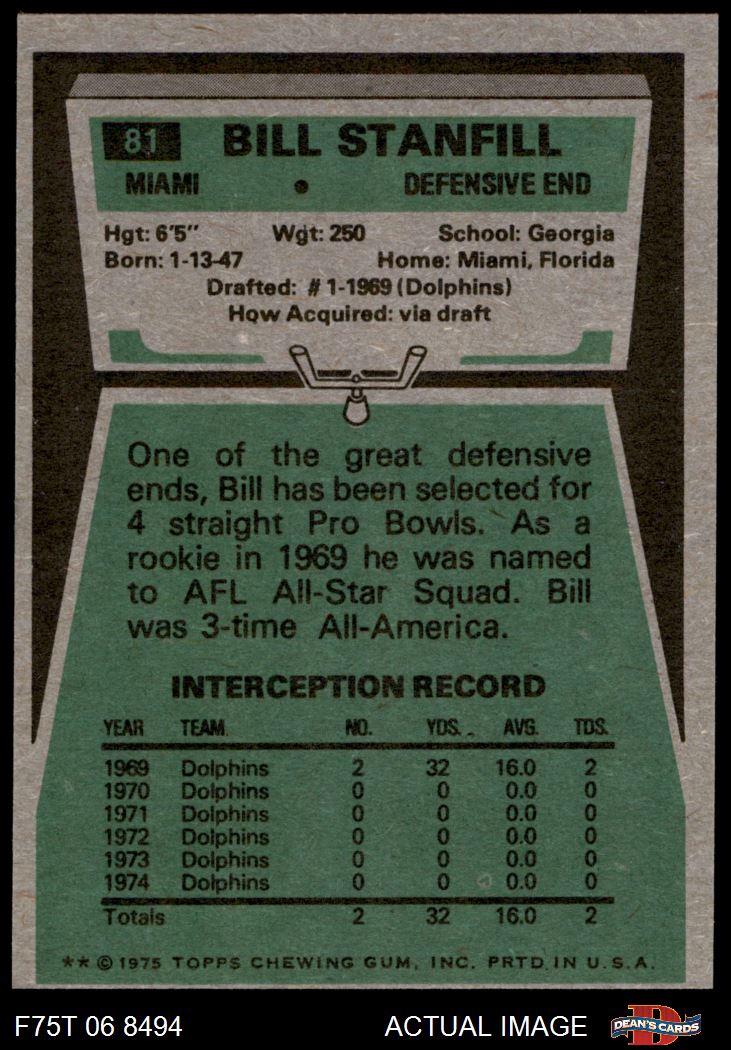 81 BILL STANFILL
MIAMI • DEFENSIVE END
Hgt: 6'5" Wgt: 250 School: Georgia
Born: 1-13-47 Home: Miami, Florida
Drafted: #1-1969 (Dolphins)
How Acquired: via draft
One of the great defensive
ends, Bill has been selected for
4 straight Pro Bowls. As a
rookie in 1969 he was named
to AFL All-Star Squad. Bill
was 3-time All-America.
INTERCEPTION RECORD
YEAR TEAM NO. YDS. AVG. TDS.
1969 Dolphins 2 32 16.0 2
1970 Dolphins 0 0 0.0 0
1971 Dolphins 0 0 0.0 0
1972 Dolphins 0 0 0.0 0
1973 Dolphins 0 0 0.0 0
1974 Dolphins 0 0 0.0 0
Totals 2 32 16.0 2
** © 1975 TOPPS CHEWING GUM, INC. PRTD. IN U.S.A.
F75T 06 8494 ACTUAL IMAGE DEAN'S CARDS